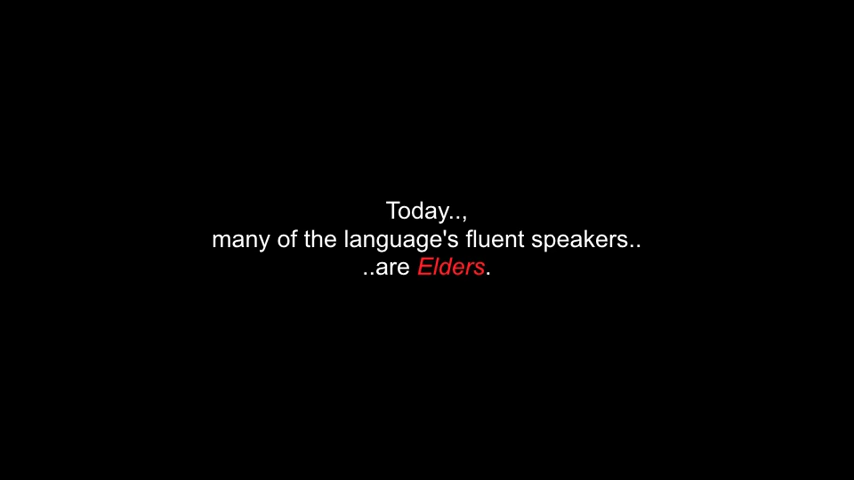 Today..,
many of the language's fluent speakers..
..are Elders.